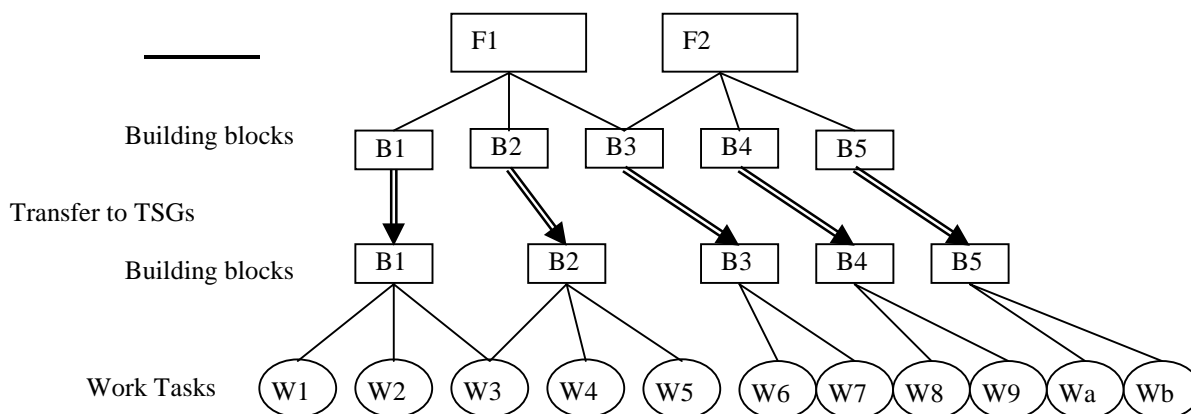 F1 F2
Building blocks B1 B2 B3 B4 B5
Transfer to TSGs
Building blocks B1 B2 B3 B4 B5
Work Tasks W1 W2 W3 W4 W5 W6 W7 W8 W9 Wa Wb